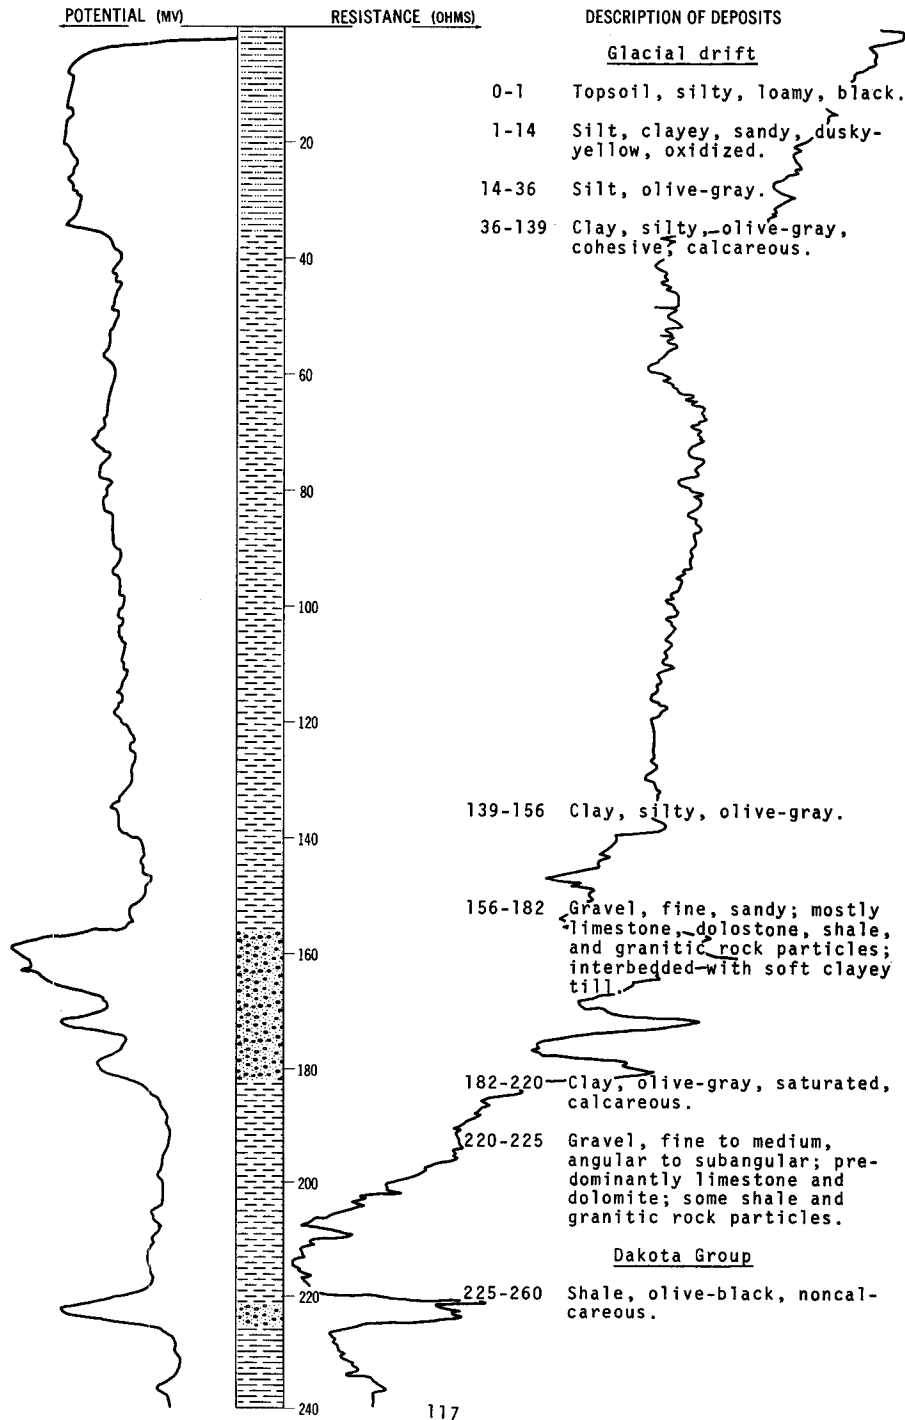 POTENTIAL (MV) RESISTANCE (OHMS) DESCRIPTION OF DEPOSITS
Glacial drift
0-1 Topsoil, silty, loamy, black.
1-14 Silt, clayey, sandy, dusky-
yellow, oxidized.
14-36 Silt, olive-gray.
36-139 Clay, silty, olive-gray,
cohesive, calcareous.
139-156 Clay, silty, olive-gray.
156-182 Gravel, fine, sandy; mostly
limestone, dolostone, shale,
and granitic rock particles;
interbedded with soft clayey
till.
182-220 Clay, olive-gray, saturated,
calcareous.
220-225 Gravel, fine to medium,
angular to subangular; pre-
dominantly limestone and
dolomite; some shale and
granitic rock particles.
Dakota Group
225-260 Shale, olive-black, noncal-
careous.
20
40
60
80
100
120
140
160
180
200
220
240
117